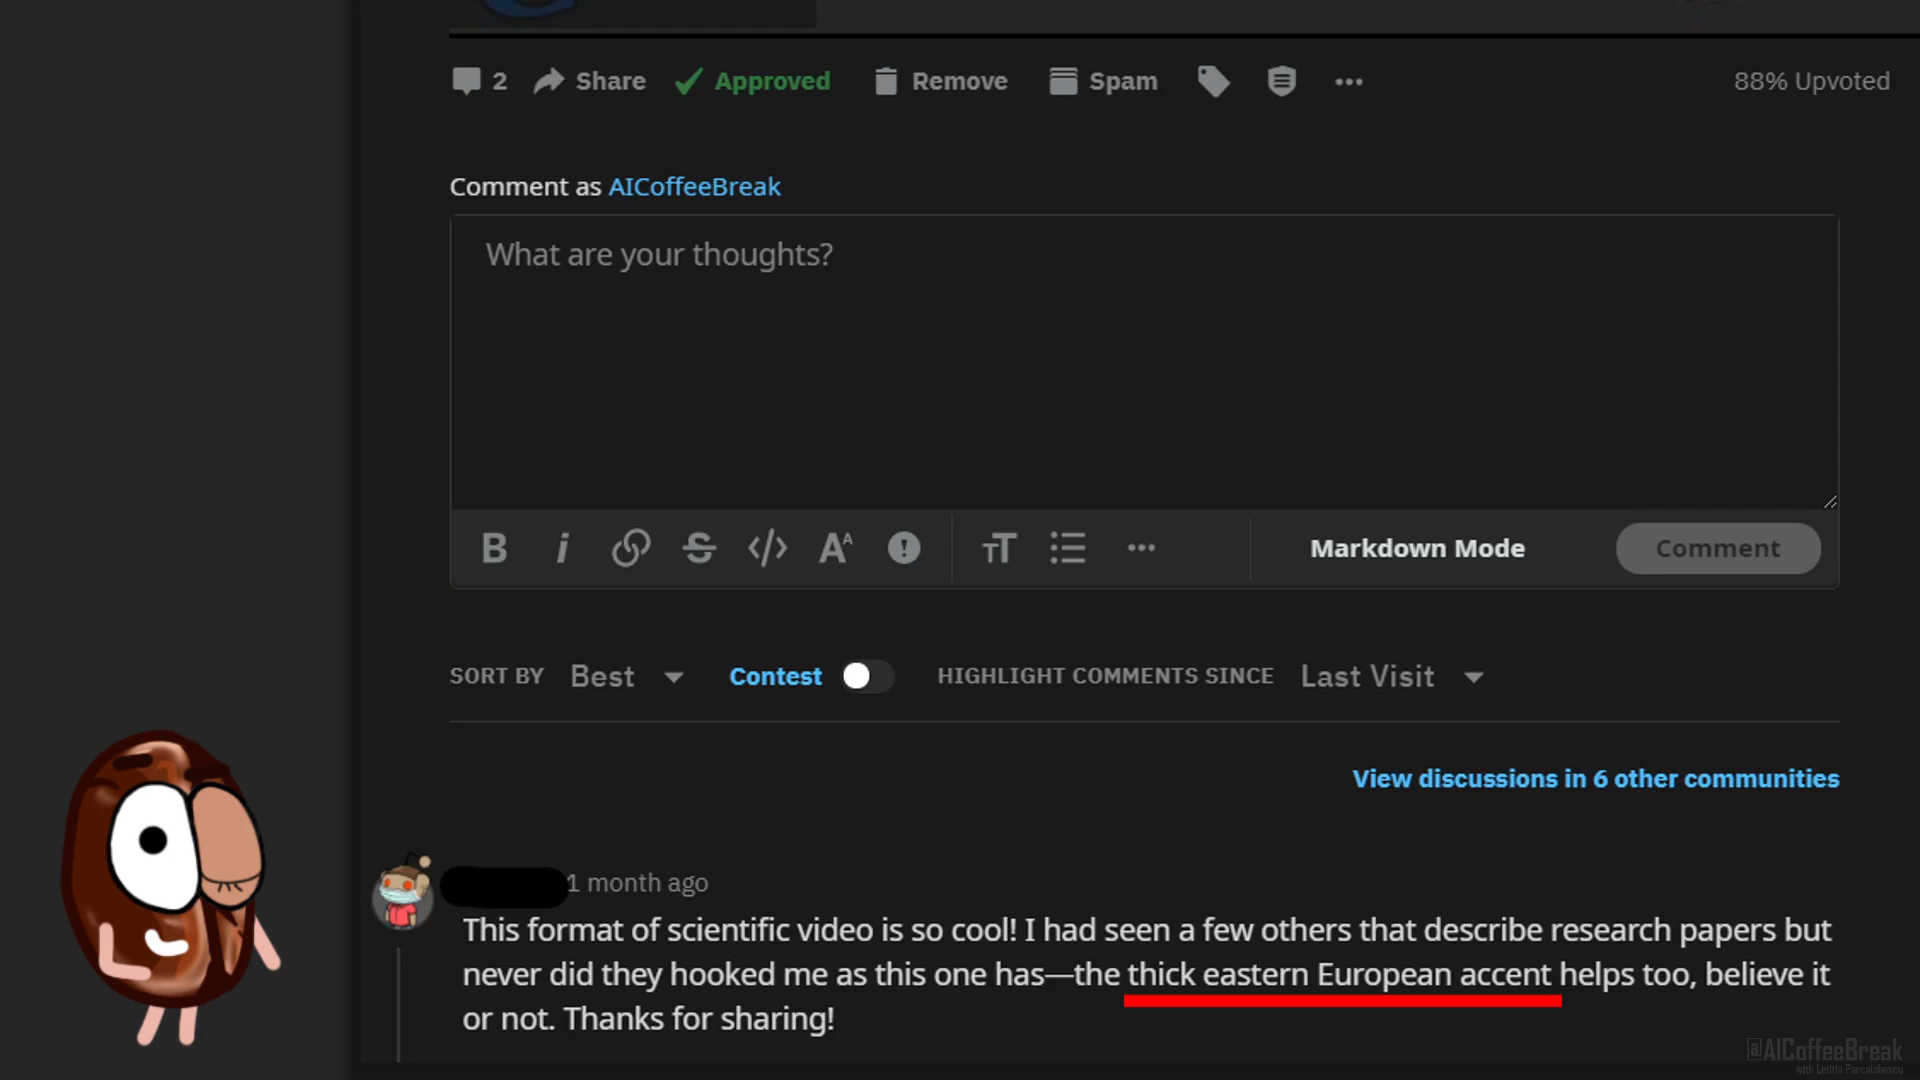 2 Share Approved Remove Spam 88% Upvoted
Comment as AICoffeeBreak
What are your thoughts?
Markdown Mode Comment
SORT BY Best Contest HIGHLIGHT COMMENTS SINCE Last Visit
View discussions in 6 other communities
1 month ago
This format of scientific video is so cool! I had seen a few others that describe research papers but
never did they hooked me as this one has—the thick eastern European accent helps too, believe it
or not. Thanks for sharing!
@AICoffeeBreak
with Letitia Parcalabescu